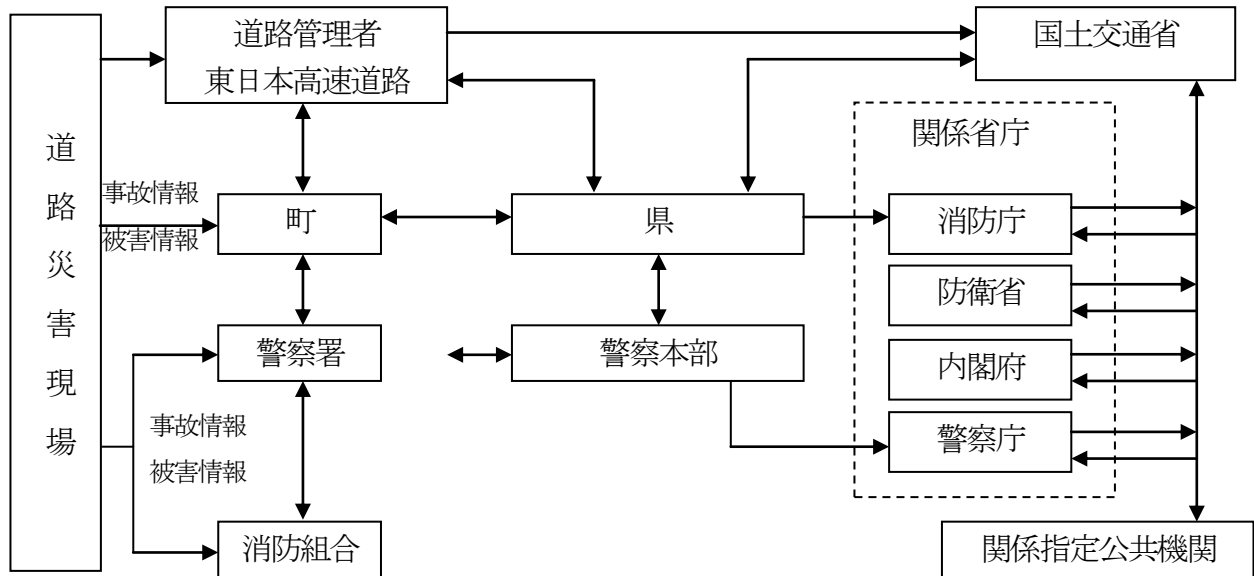 道路災害現場
道路管理者
東日本高速道路
国土交通省
関係省庁
事故情報
被害情報
町
県
消防庁
防衛省
警察署
警察本部
内閣府
事故情報
被害情報
警察庁
消防組合
関係指定公共機関